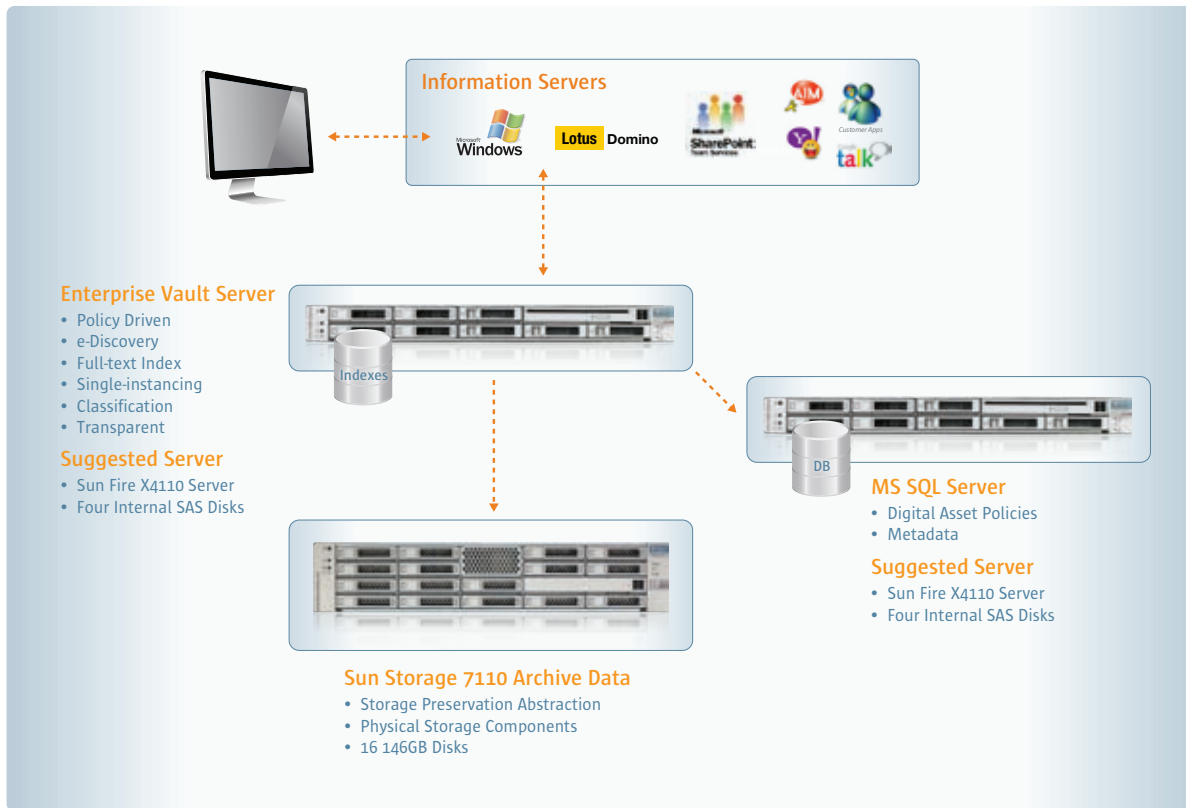 Information Servers
Microsoft
Windows
Lotus Domino
Microsoft
SharePoint
Team Services
AIM
Customer Apps
Y!
talk
Enterprise Vault Server
• Policy Driven
• e-Discovery
• Full-text Index
• Single-instancing
• Classification
• Transparent
Indexes
Suggested Server
• Sun Fire X4110 Server
• Four Internal SAS Disks
DB
MS SQL Server
• Digital Asset Policies
• Metadata
Suggested Server
• Sun Fire X4110 Server
• Four Internal SAS Disks
Sun Storage 7110 Archive Data
• Storage Preservation Abstraction
• Physical Storage Components
• 16 146GB Disks